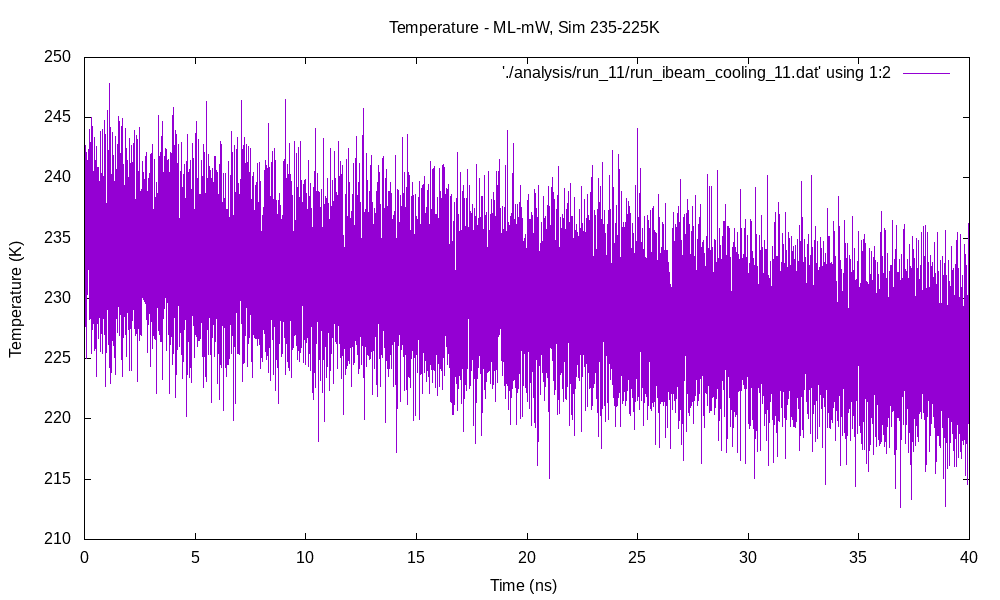 Temperature - ML-mW, Sim 235-225K
'./analysis/run_11/run_ibeam_cooling_11.dat' using 1:2
250
245
240
235
230
225
220
215
210
Temperature (K)
0 5 10 15 20 25 30 35 40
Time (ns)